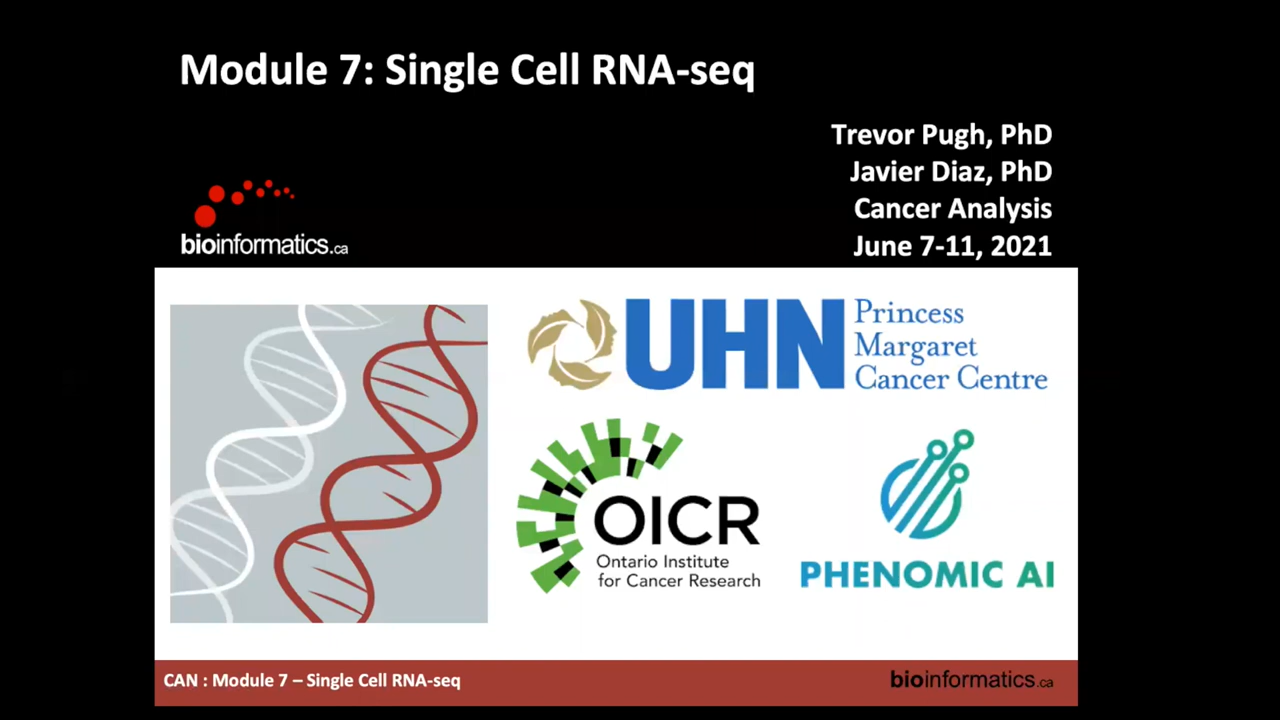 Module 7: Single Cell RNA-seq
Trevor Pugh, PhD
Javier Diaz, PhD
Cancer Analysis
June 7-11, 2021
bioinformatics.ca
UHN
Princess
Margaret
Cancer Centre
OICR
Ontario Institute
for Cancer Research
PHENOMIC AI
CAN : Module 7 – Single Cell RNA-seq
bioinformatics.ca